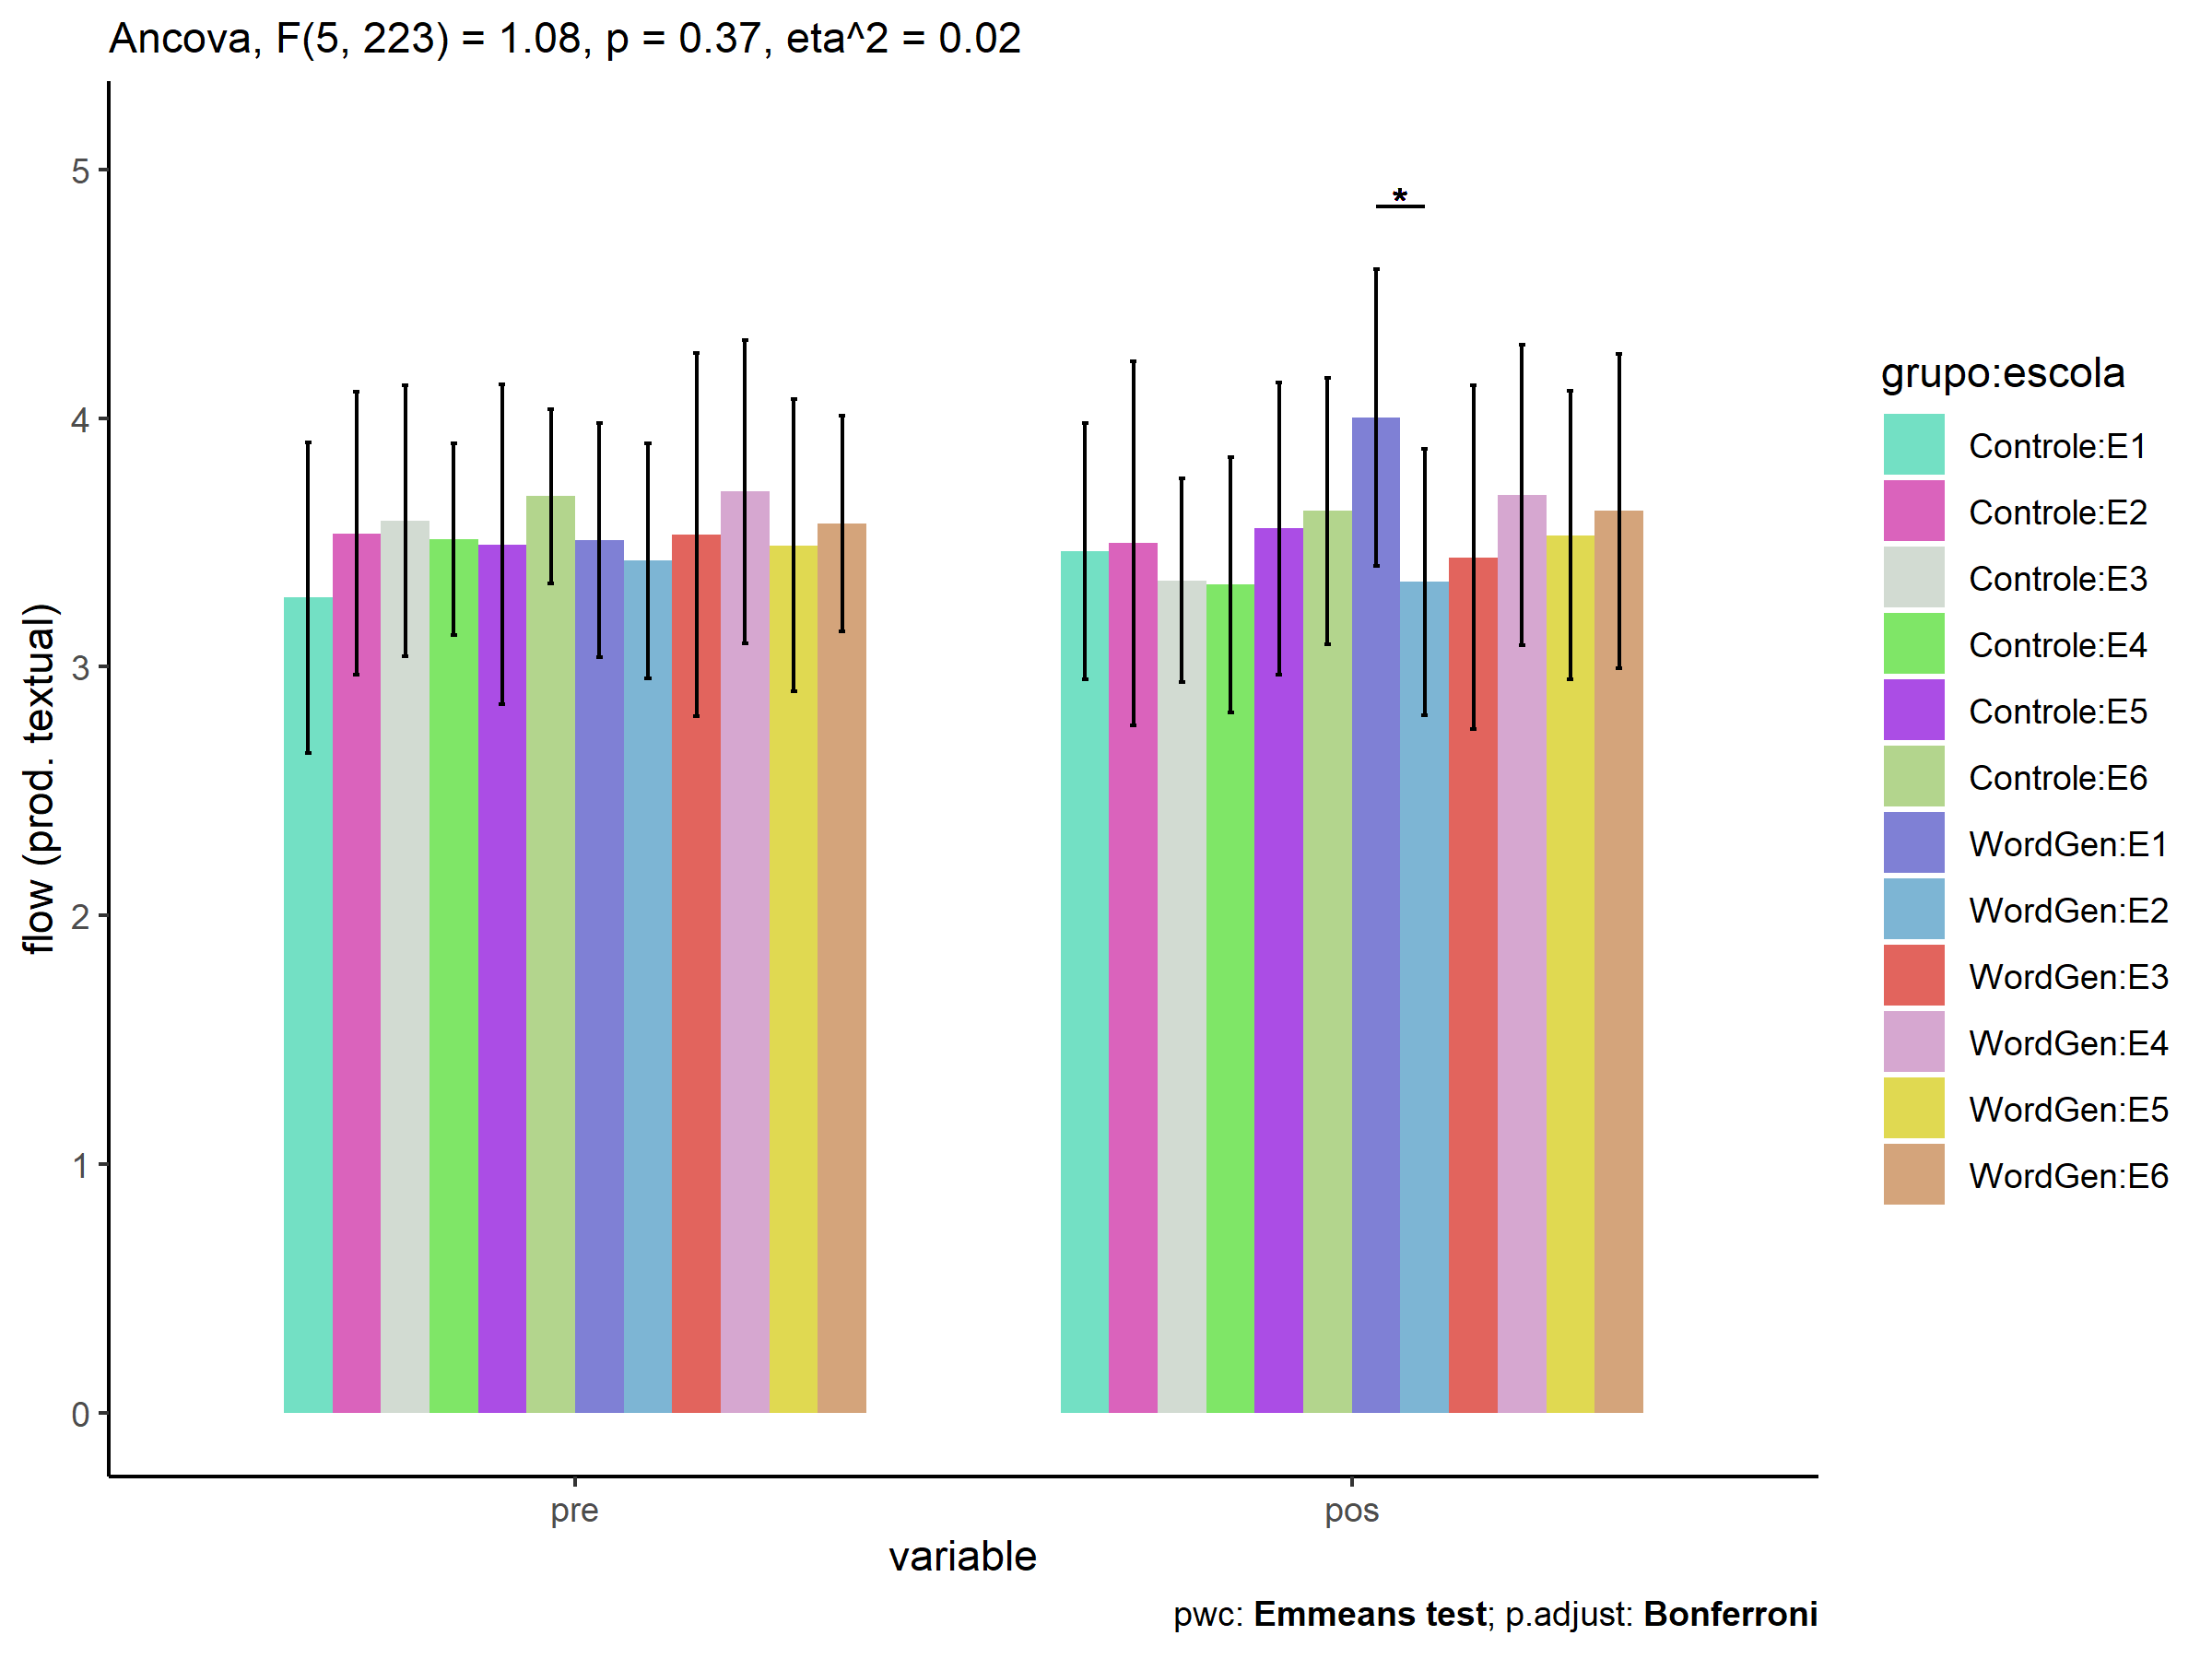 Ancova, F(5, 223) = 1.08, p = 0.37, eta^2 = 0.02
5
4
3
2
1
0
flow (prod. textual)
*
pre
pos
variable
pwc: Emmeans test; p.adjust: Bonferroni
grupo:escola
Controle:E1
Controle:E2
Controle:E3
Controle:E4
Controle:E5
Controle:E6
WordGen:E1
WordGen:E2
WordGen:E3
WordGen:E4
WordGen:E5
WordGen:E6